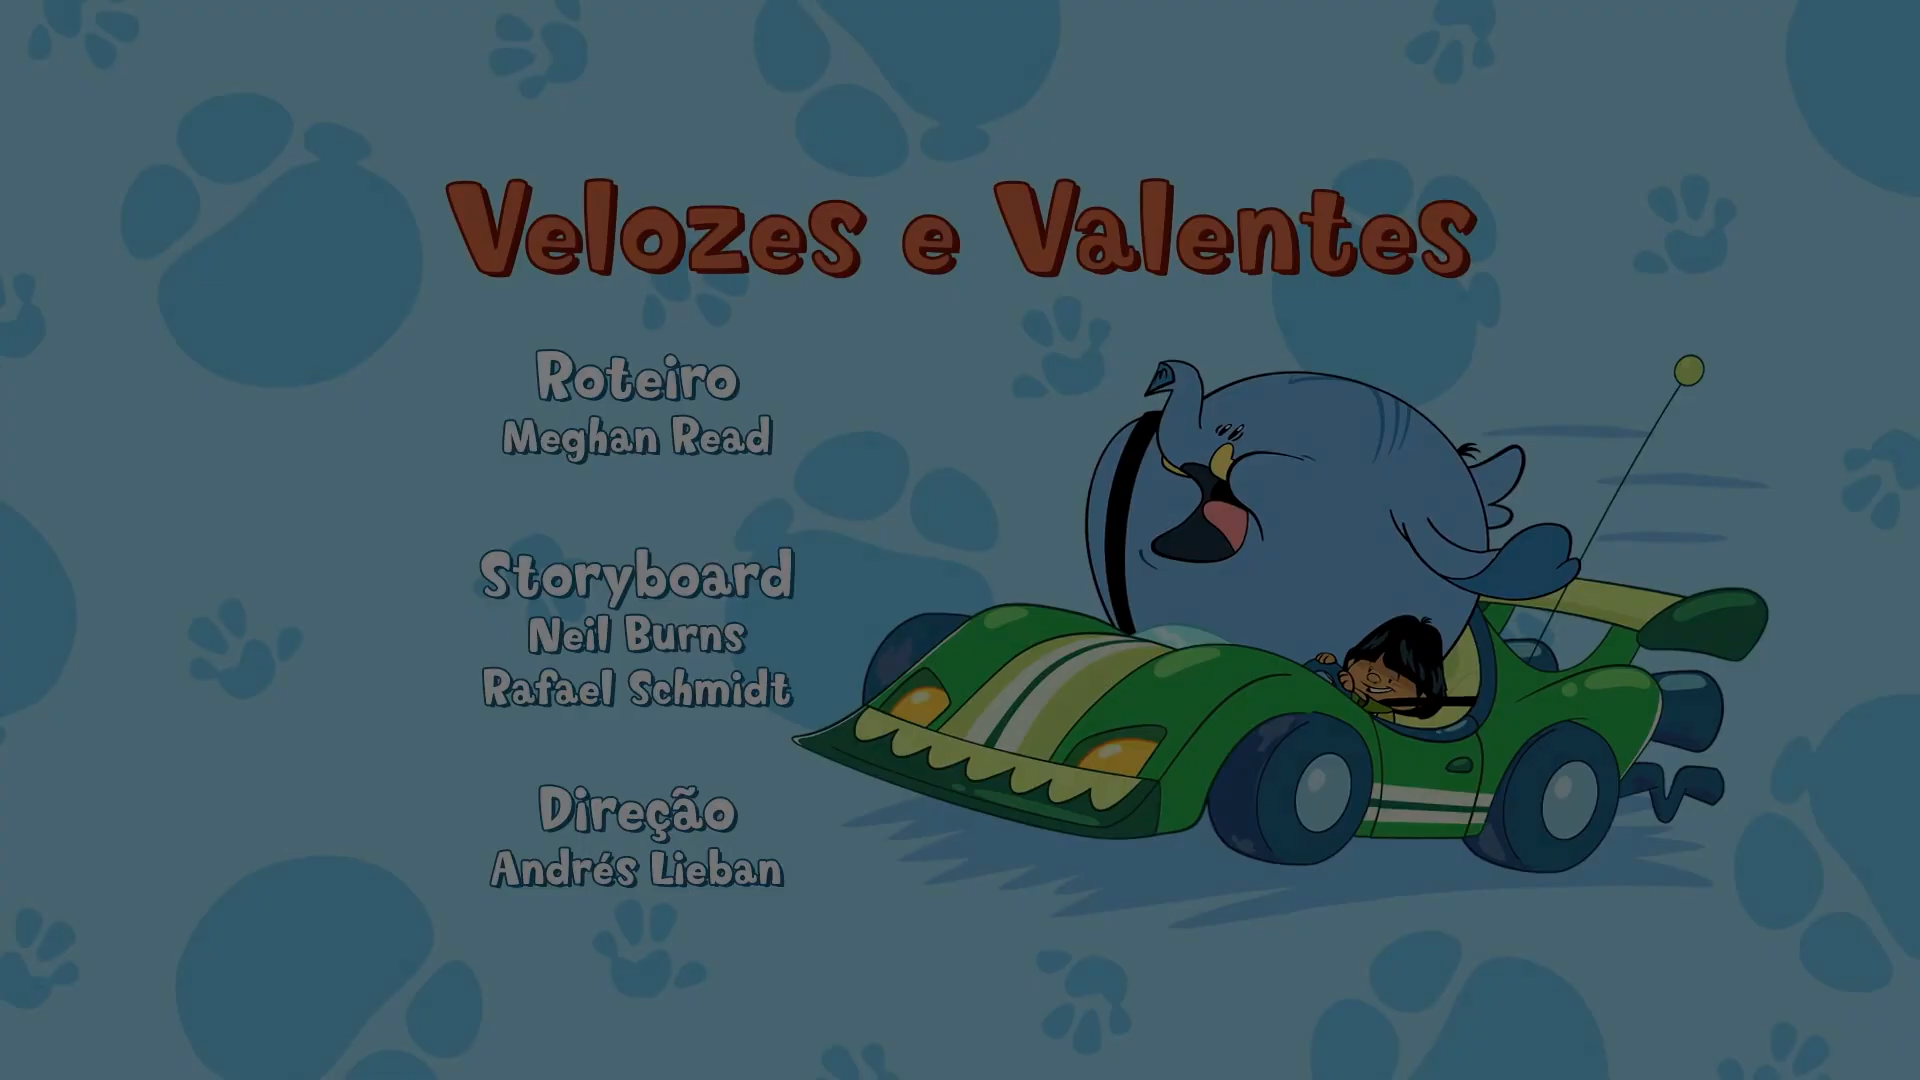 Velozes e Valentes
Roteiro
Meghan Read
Storyboard
Neil Burns
Rafael Schmidt
Direção
Andrés Lieban